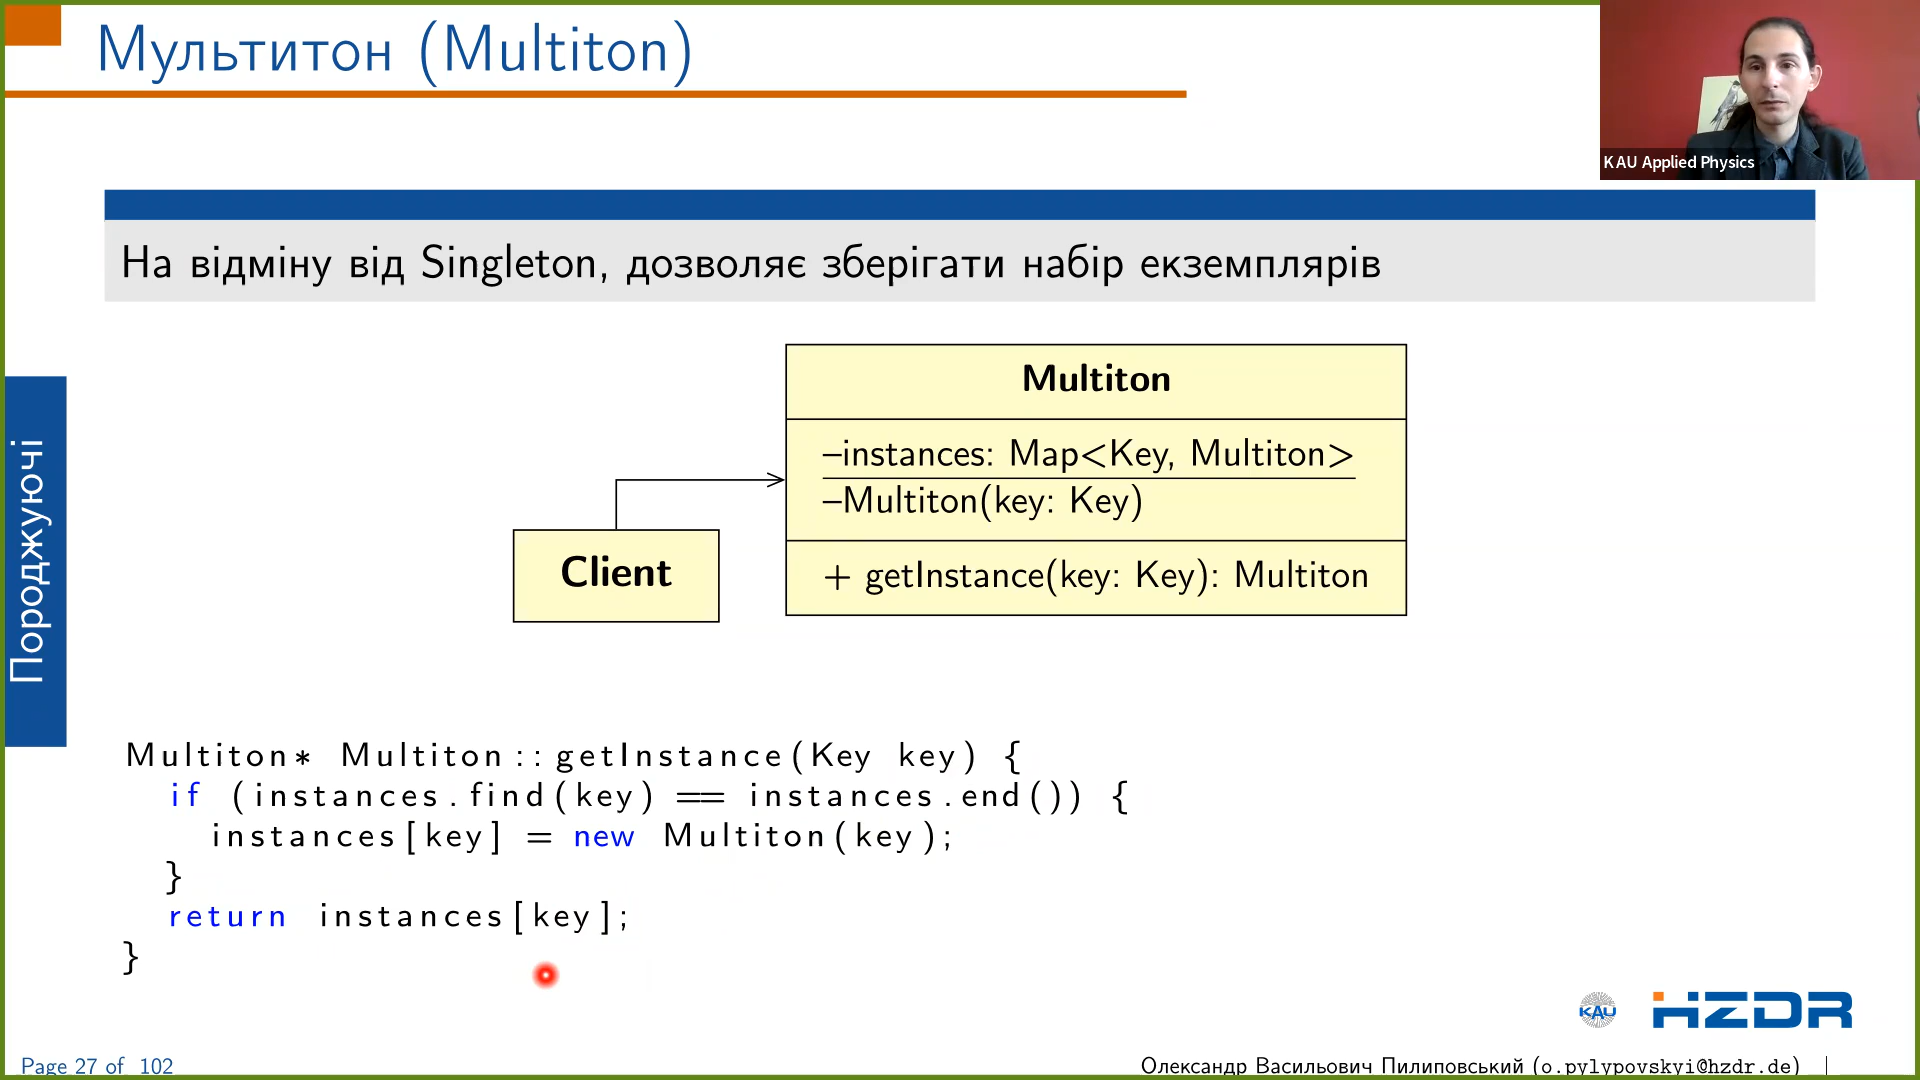 Мультитон (Multiton)
KAU Applied Physics
На відміну від Singleton, дозволяє зберігати набір екземплярів
Породжуючі
Multiton
–instances: Map<Key, Multiton>
–Multiton(key: Key)
+ getInstance(key: Key): Multiton
Client
Multiton* Multiton::getInstance(Key key) {
if (instances.find(key) == instances.end()) {
instances[key] = new Multiton(key);
}
return instances[key];
}
KAU
HZDR
Page 27 of 102
Олександр Васильович Пилиповський (o.pylypovskyi@hzdr.de) |